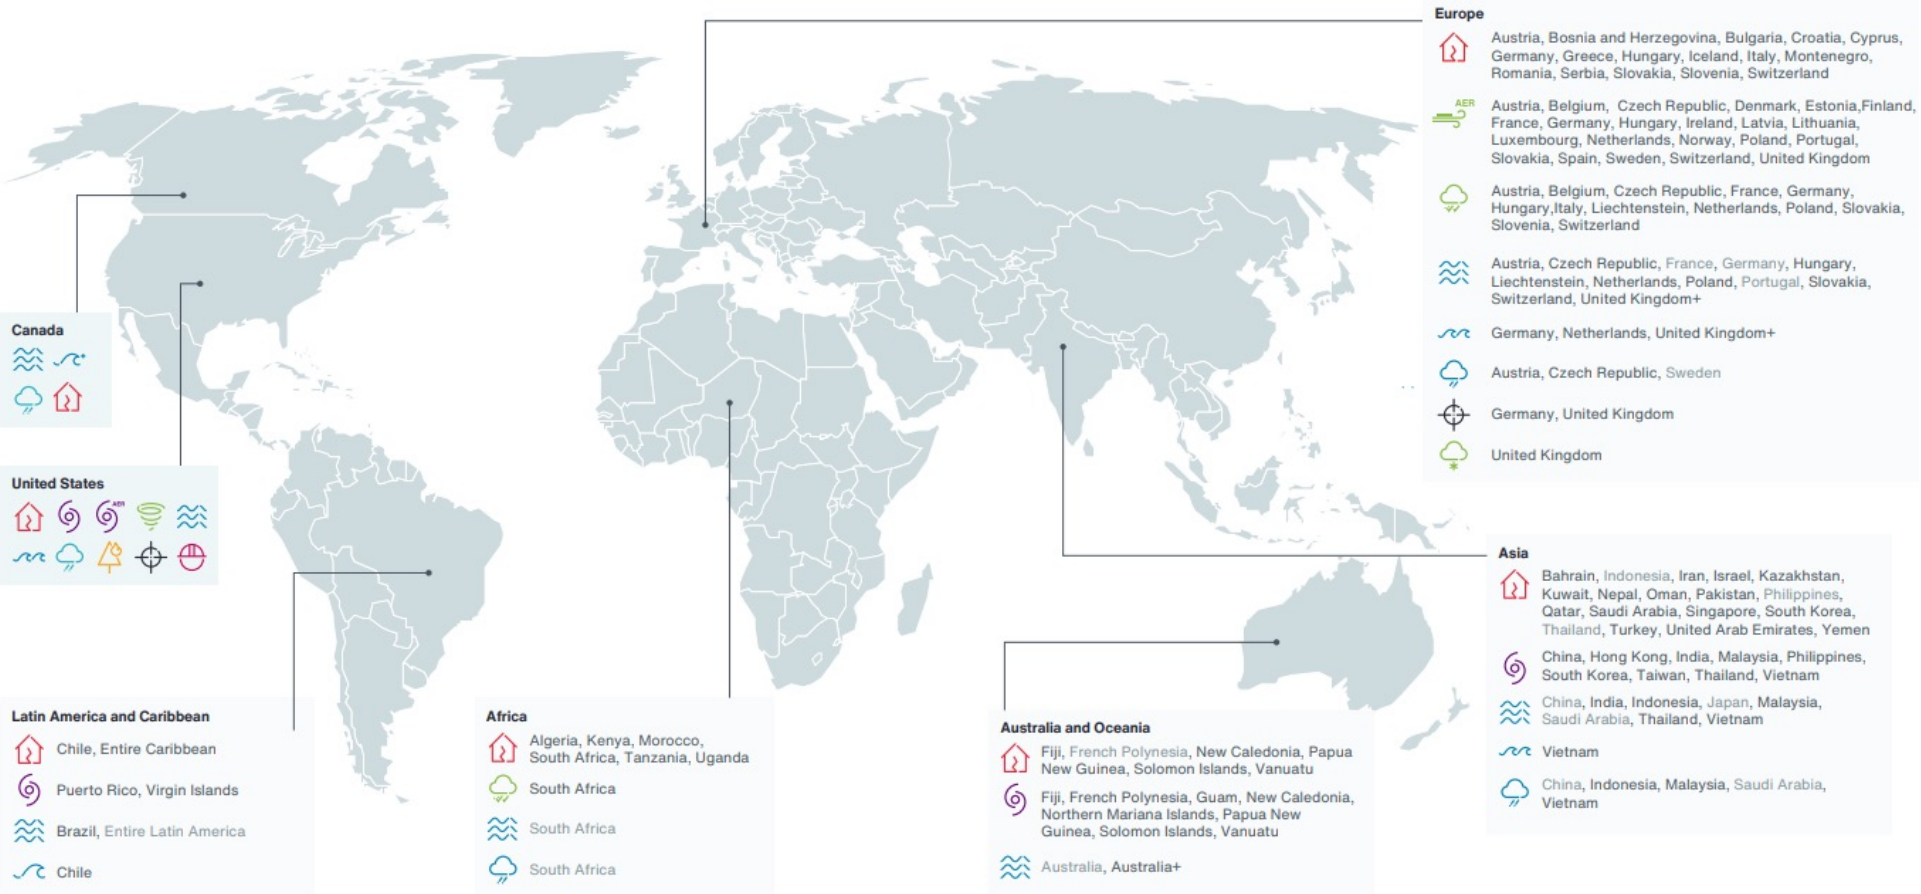 Europe
Austria, Bosnia and Herzegovina, Bulgaria, Croatia, Cyprus,
Germany, Greece, Hungary, Iceland, Italy, Montenegro,
Romania, Serbia, Slovakia, Slovenia, Switzerland
AER
Austria, Belgium, Czech Republic, Denmark, Estonia,Finland,
France, Germany, Hungary, Ireland, Latvia, Lithuania,
Luxembourg, Netherlands, Norway, Poland, Portugal,
Slovakia, Spain, Sweden, Switzerland, United Kingdom
Austria, Belgium, Czech Republic, France, Germany,
Hungary,Italy, Liechtenstein, Netherlands, Poland, Slovakia,
Slovenia, Switzerland
Austria, Czech Republic, France, Germany, Hungary,
Liechtenstein, Netherlands, Poland, Portugal, Slovakia,
Switzerland, United Kingdom+
Germany, Netherlands, United Kingdom+
Austria, Czech Republic, Sweden
Germany, United Kingdom
United Kingdom
Canada
United States
AER
Asia
Bahrain, Indonesia, Iran, Israel, Kazakhstan,
Kuwait, Nepal, Oman, Pakistan, Philippines,
Qatar, Saudi Arabia, Singapore, South Korea,
Thailand, Turkey, United Arab Emirates, Yemen
China, Hong Kong, India, Malaysia, Philippines,
South Korea, Taiwan, Thailand, Vietnam
China, India, Indonesia, Japan, Malaysia,
Saudi Arabia, Thailand, Vietnam
Vietnam
China, Indonesia, Malaysia, Saudi Arabia,
Vietnam
Latin America and Caribbean
Chile, Entire Caribbean
Puerto Rico, Virgin Islands
Brazil, Entire Latin America
Chile
Africa
Algeria, Kenya, Morocco,
South Africa, Tanzania, Uganda
South Africa
South Africa
South Africa
Australia and Oceania
Fiji, French Polynesia, New Caledonia, Papua
New Guinea, Solomon Islands, Vanuatu
Fiji, French Polynesia, Guam, New Caledonia,
Northern Mariana Islands, Papua New
Guinea, Solomon Islands, Vanuatu
Australia, Australia+